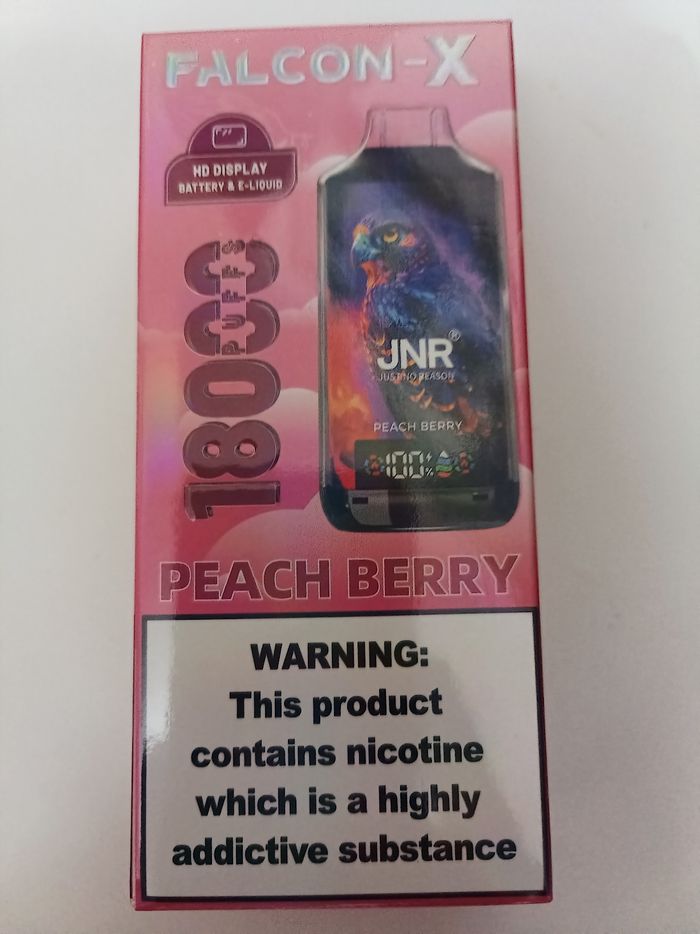 FALCON-X
HD DISPLAY
BATTERY & E-LIQUID
18000
PUFFS
JNR®
JUST NO REASON
PEACH BERRY
100%
PEACH BERRY
WARNING:
This product
contains nicotine
which is a highly
addictive substance